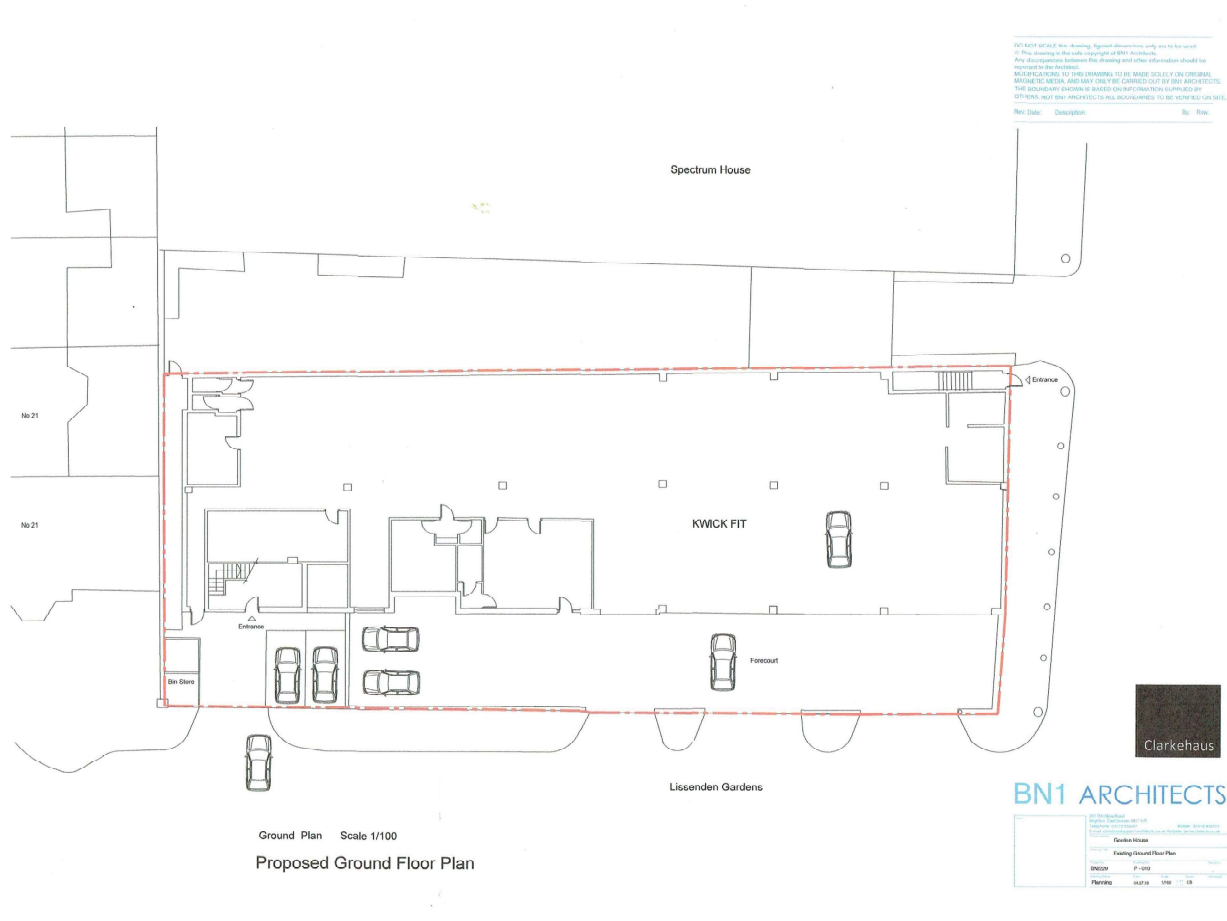 DO NOT SCALE this drawing, figured dimensions only are to be used
© This drawing is the sole copyright of BN1 Architects.
Any discrepancies between this drawing and other information should be
reported to the Architect.
MODIFICATIONS TO THIS DRAWING TO BE MADE SOLELY ON ORIGINAL
MAGNETIC MEDIA, AND MAY ONLY BE CARRIED OUT BY BN1 ARCHITECTS.
THE BOUNDARY SHOWN IS BASED ON INFORMATION SUPPLIED BY
OTHERS, NOT BN1 ARCHITECTS ALL BOUNDARIES TO BE VERIFIED ON SITE.
Rev: Date: Description: By: Rvw:
Spectrum House
Entrance
No 21
No 21
KWICK FIT
Entrance
Forecourt
Bin Store
Clarkehaus
Lissenden Gardens
BN1 ARCHITECTS
Ground Plan Scale 1/100
Proposed Ground Floor Plan
Gordon House
Existing Ground Floor Plan
Planning
1/100
CB